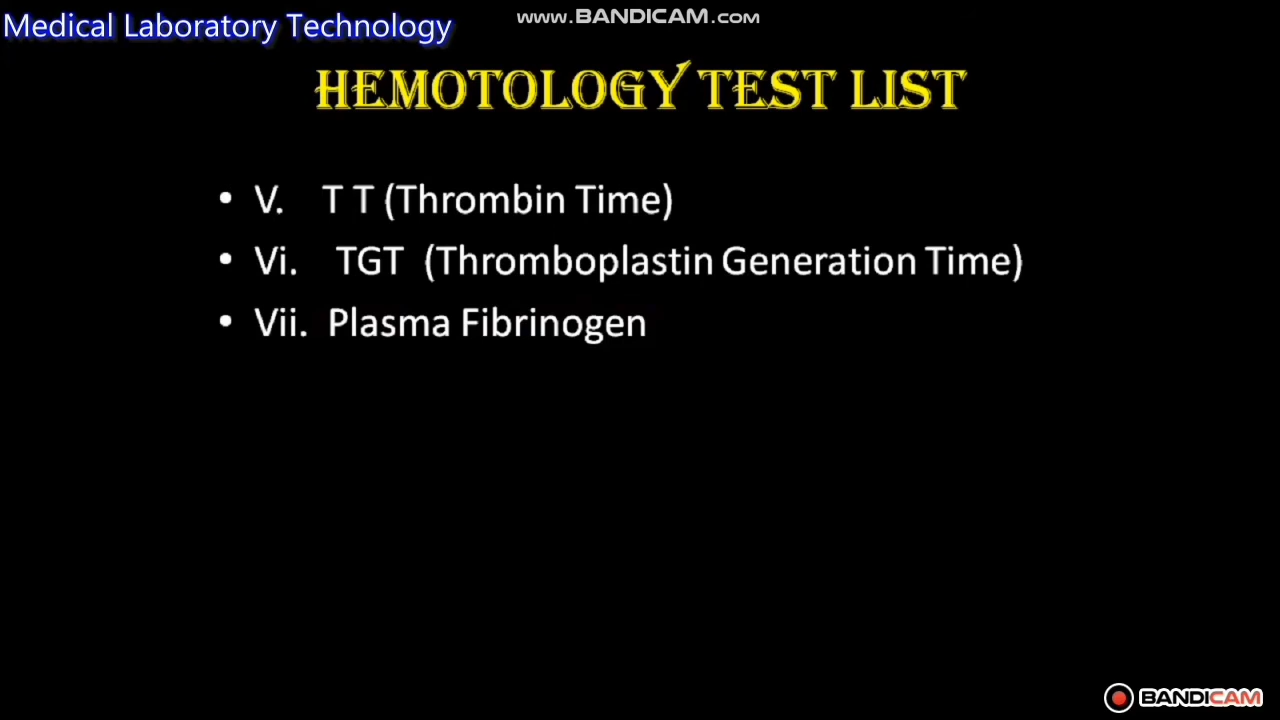 www.BANDICAM.com
Medical Laboratory Technology
HEMOTOLOGY TEST LIST
• V. T T (Thrombin Time)
• Vi. TGT (Thromboplastin Generation Time)
• Vii. Plasma Fibrinogen
BANDICAM